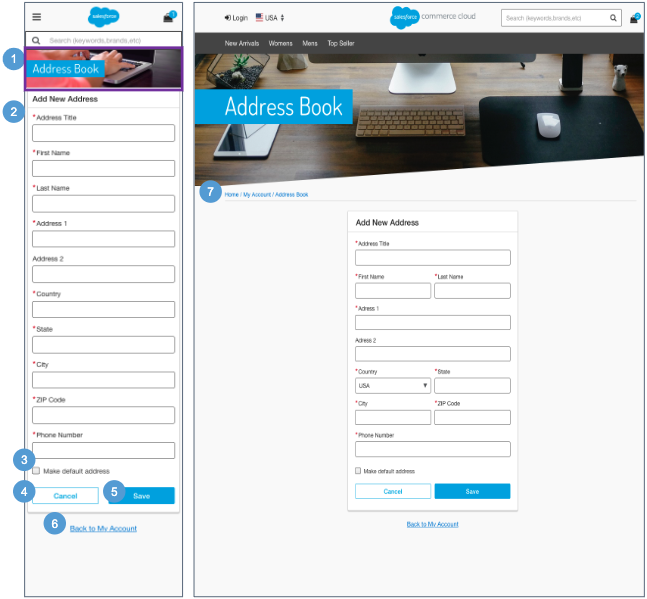 salesforce
Search (keywords,brands,etc)
1
Address Book
Add New Address
2
*Address Title
*First Name
*Last Name
*Address 1
Address 2
*Country
*State
*City
*ZIP Code
*Phone Number
3
Make default address
4
Cancel
5
Save
6
Back to My Account
Login
USA
salesforce commerce cloud
Search (keywords,brands,etc)
New Arrivals Womens Mens Top Seller
Address Book
7
Home / My Account / Address Book
Add New Address
*Address Title
*First Name *Last Name
*Adress 1
Adress 2
*Country *State
USA
*City *ZIP Code
*Phone Number
Make default address
Cancel Save
Back to My Account